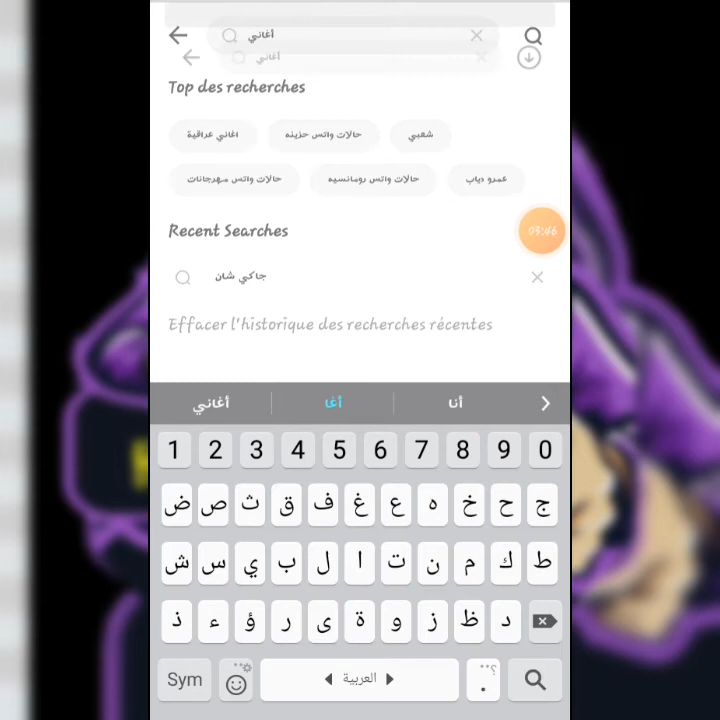 أغاني
أغاني
Top des recherches
اغاني عراقية
حالات واتس حزينه
شعبي
حالات واتس مهرجانات
حالات واتس رومانسيه
عمرو دياب
Recent Searches
03:46
جاكي شان
Effacer l'historique des recherches récentes
أغاني أغا أنا
1 2 3 4 5 6 7 8 9 0
ض ص ث ق ف غ ع ه خ ح ج
ش س ي ب ل ا ت ن م ك ط
ذ ء ؤ ر ى ة و ز ظ د
Sym العربية . ؟